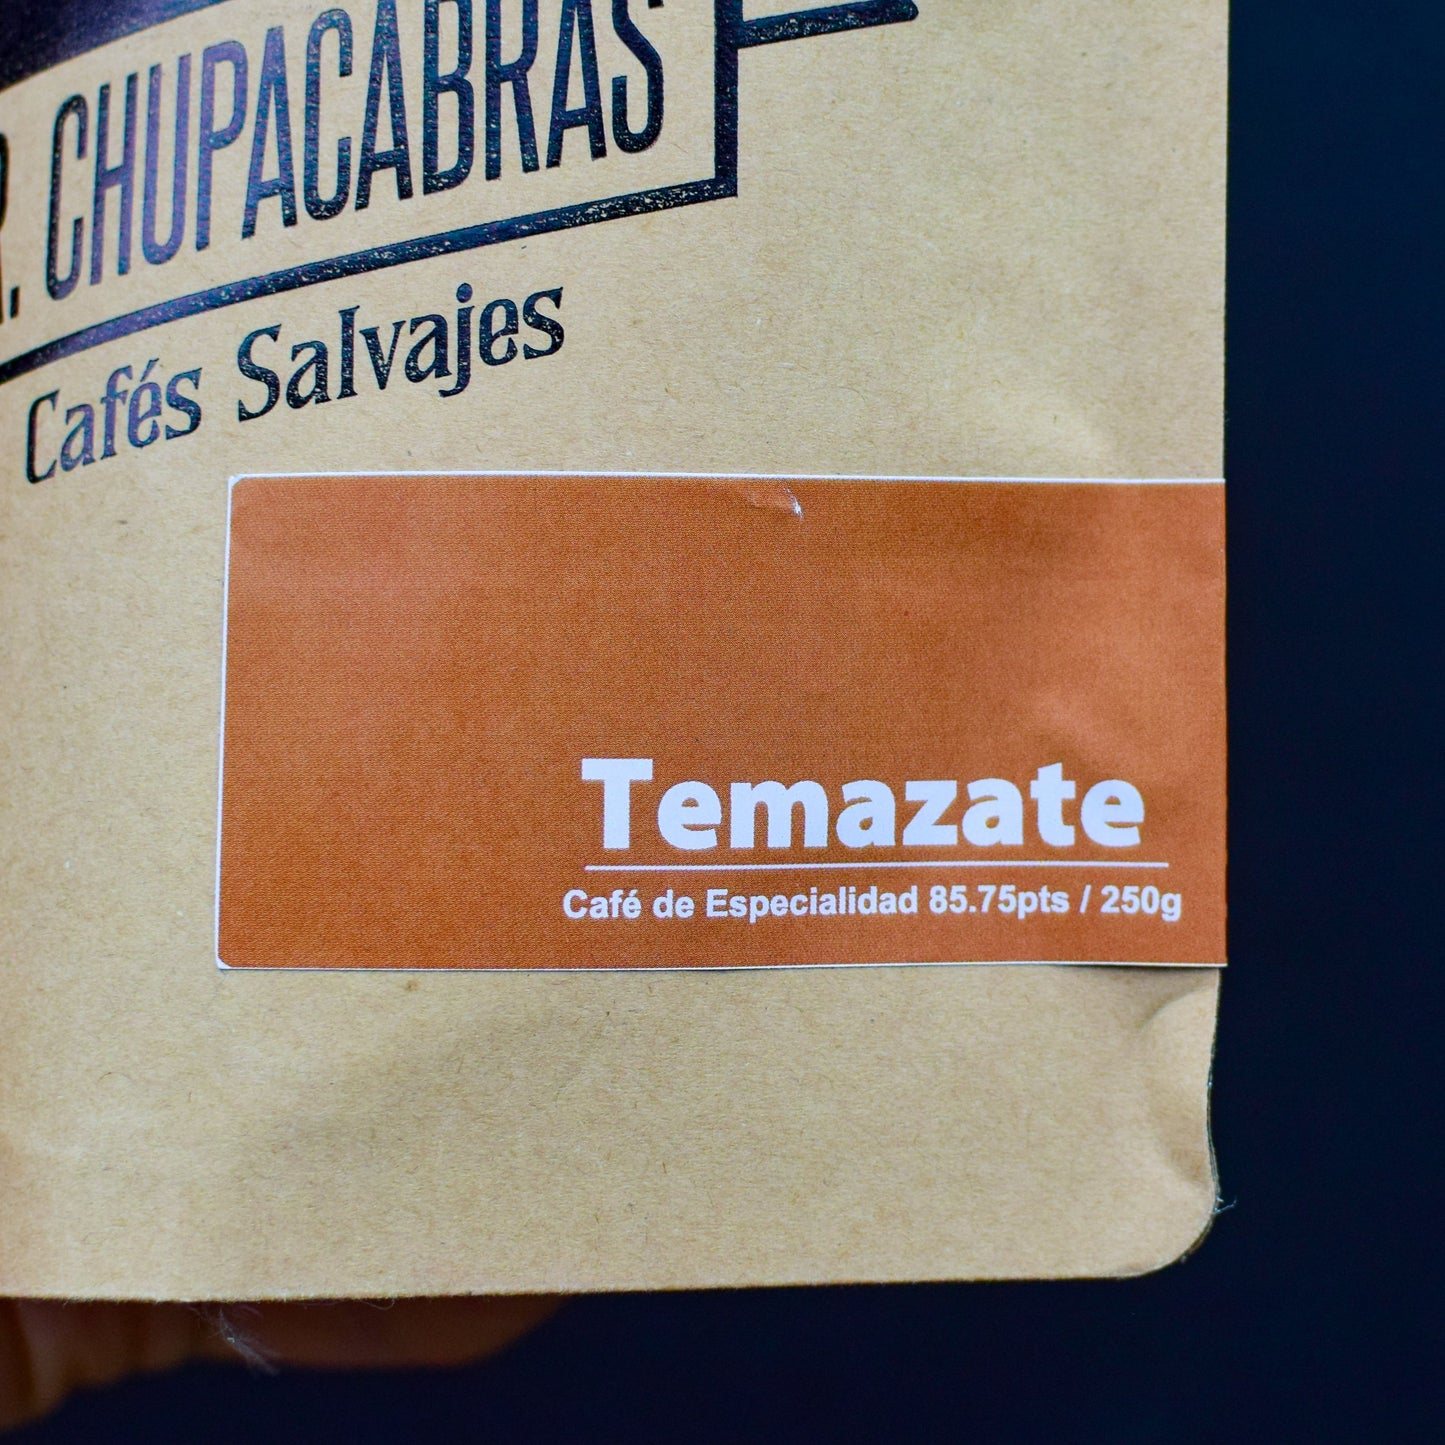 R. CHUPACABRAS
Cafés Salvajes
Temazate
Café de Especialidad 85.75pts / 250g